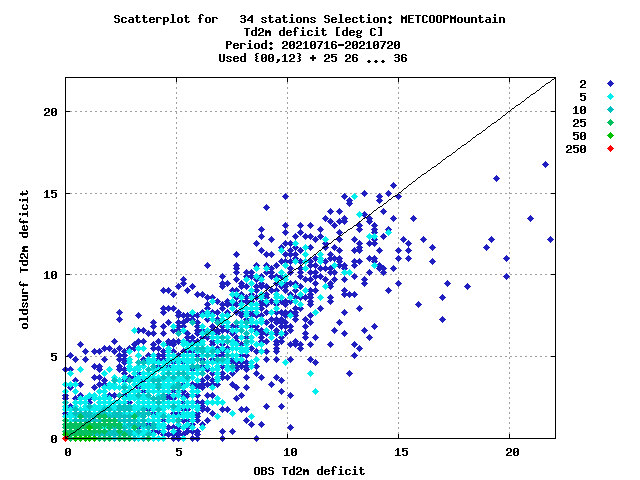 Scatterplot for   34 stations Selection: METCOOPMountain
Td2m deficit [deg C]
Period: 20210716-20210720
Used {00,12} + 25 26 ... 36
2
5
10
25
50
250
oldsurf Td2m deficit
20
15
10
5
0
0 5 10 15 20
OBS Td2m deficit